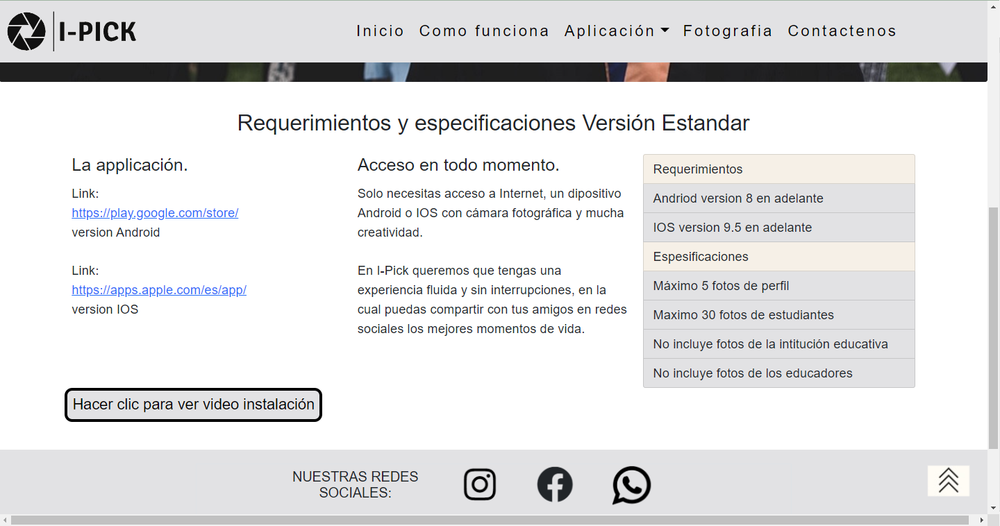 I-PICK
Inicio
Como funciona
Aplicación
Fotografia
Contactenos
Requerimientos y especificaciones Versión Estandar
La applicación.
Link:
https://play.google.com/store/
version Android
Link:
https://apps.apple.com/es/app/
version IOS
Acceso en todo momento.
Solo necesitas acceso a Internet, un dipositivo
Android o IOS con cámara fotográfica y mucha
creatividad.
En I-Pick queremos que tengas una
experiencia fluida y sin interrupciones, en la
cual puedas compartir con tus amigos en redes
sociales los mejores momentos de vida.
Requerimientos
Andriod version 8 en adelante
IOS version 9.5 en adelante
Espesificaciones
Máximo 5 fotos de perfil
Maximo 30 fotos de estudiantes
No incluye fotos de la intitución educativa
No incluye fotos de los educadores
Hacer clic para ver video instalación
NUESTRAS REDES
SOCIALES: